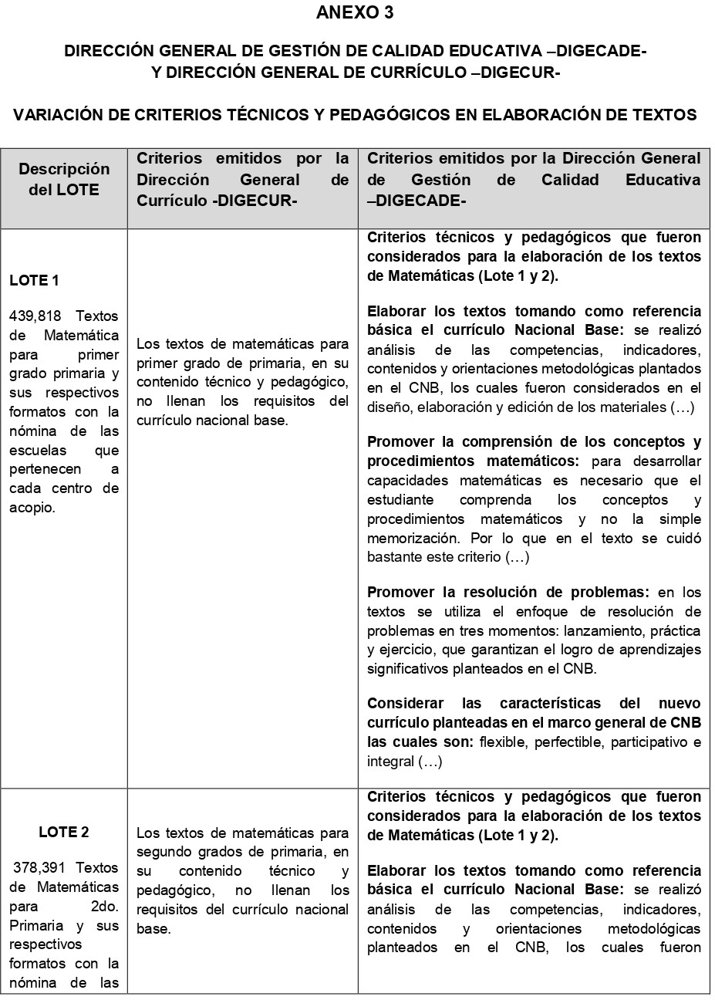 ANEXO 3
DIRECCIÓN GENERAL DE GESTIÓN DE CALIDAD EDUCATIVA –DIGECADE-
Y DIRECCIÓN GENERAL DE CURRÍCULO –DIGECUR-
VARIACIÓN DE CRITERIOS TÉCNICOS Y PEDAGÓGICOS EN ELABORACIÓN DE TEXTOS
Descripción
del LOTE
Criterios emitidos por la
Dirección General de
Currículo -DIGECUR-
Criterios emitidos por la Dirección General
de Gestión de Calidad Educativa
–DIGECADE-
LOTE 1
439,818 Textos
de Matemática
para primer
grado primaria y
sus respectivos
formatos con la
nómina de las
escuelas que
pertenecen a
cada centro de
acopio.
Los textos de matemáticas para
primer grado de primaria, en su
contenido técnico y pedagógico,
no llenan los requisitos del
currículo nacional base.
Criterios técnicos y pedagógicos que fueron
considerados para la elaboración de los textos
de Matemáticas (Lote 1 y 2).
Elaborar los textos tomando como referencia
básica el currículo Nacional Base: se realizó
análisis de las competencias, indicadores,
contenidos y orientaciones metodológicos plantados
en el CNB, los cuales fueron considerados en el
diseño, elaboración y edición de los materiales (…)
Promover la comprensión de los conceptos y
procedimientos matemáticos: para desarrollar
capacidades matemáticas es necesario que el
estudiante comprenda los conceptos y
procedimientos matemáticos y no la simple
memorización. Por lo que en el texto se cuidó
bastante este criterio (…)
Promover la resolución de problemas: en los
textos se utiliza el enfoque de resolución de
problemas en tres momentos: lanzamiento, práctica
y ejercicio, que garantizan el logro de aprendizajes
significativos planteados en el CNB.
Considerar las características del nuevo
currículo planteadas en el marco general de CNB
las cuales son: flexible, perfectible, participativo e
integral (…)
LOTE 2
378,391 Textos
de Matemáticas
para 2do.
Primaria y sus
respectivos
formatos con la
nómina de las
Los textos de matemáticas para
segundo grados de primaria, en
su contenido técnico y
pedagógico, no llenan los
requisitos del currículo nacional
base.
Criterios técnicos y pedagógicos que fueron
considerados para la elaboración de los textos
de Matemáticas (Lote 1 y 2).
Elaborar los textos tomando como referencia
básica el currículo Nacional Base: se realizó
análisis de las competencias, indicadores,
contenidos y orientaciones metodológicas
planteados en el CNB, los cuales fueron